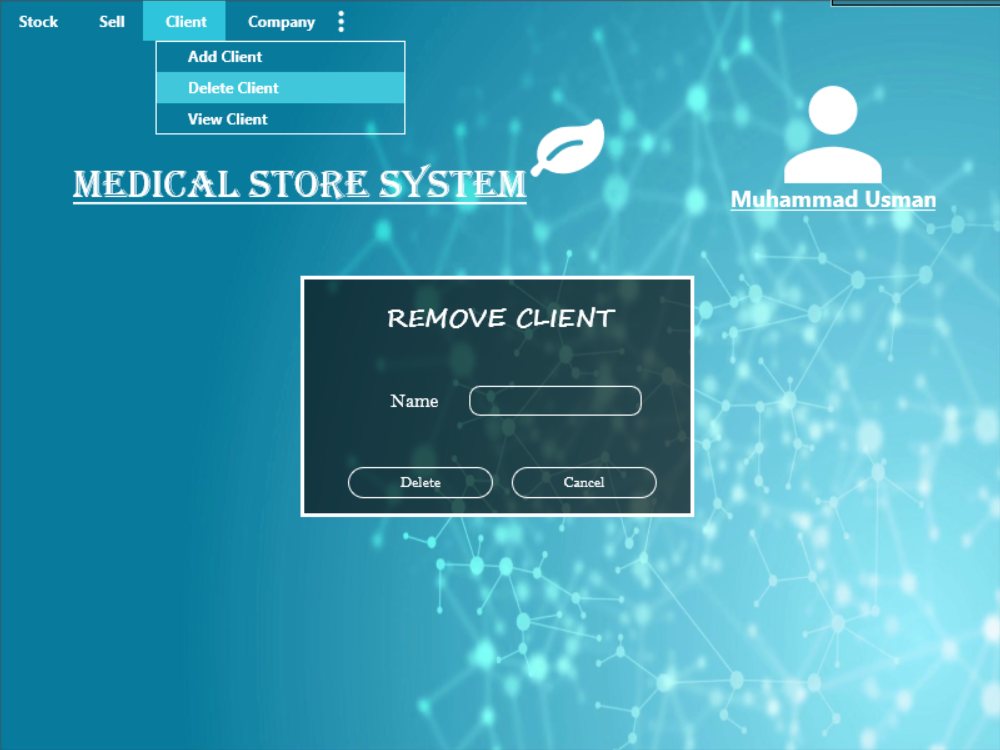 Stock Sell Client Company
Add Client
Delete Client
View Client
MEDICAL STORE SYSTEM
Muhammad Usman
REMOVE CLIENT
Name
Delete Cancel